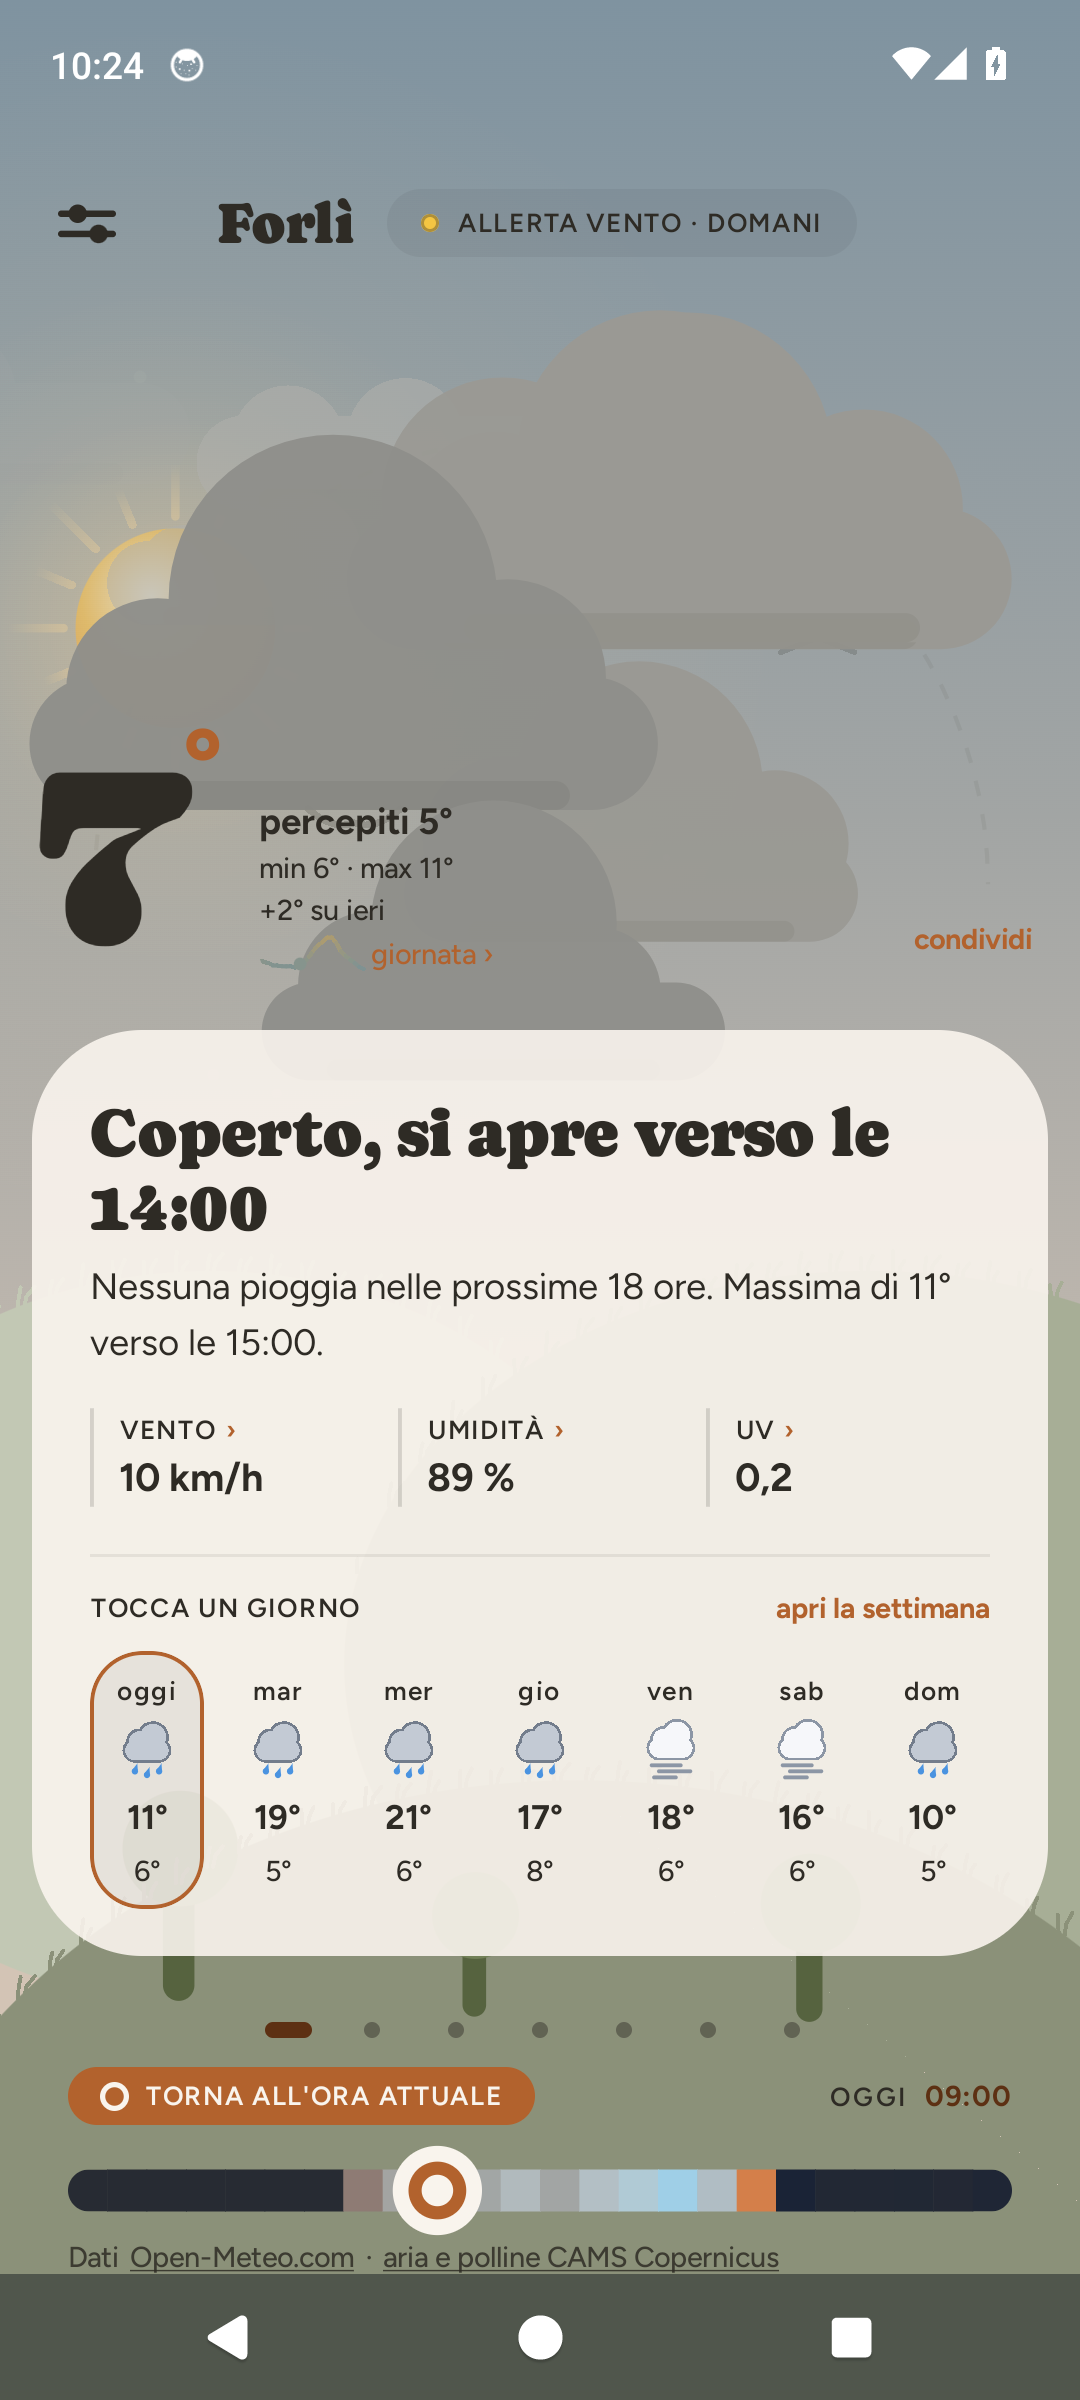 10:24
Forlì
ALLERTA VENTO · DOMANI
7°
percepiti 5°
min 6° · max 11°
+2° su ieri
giornata ›
condividi
Coperto, si apre verso le
14:00
Nessuna pioggia nelle prossime 18 ore. Massima di 11°
verso le 15:00.
VENTO › UMIDITÀ › UV ›
10 km/h 89 % 0,2
TOCCA UN GIORNO apri la settimana
oggi mar mer gio ven sab dom
11° 19° 21° 17° 18° 16° 10°
6° 5° 6° 8° 6° 6° 5°
TORNA ALL'ORA ATTUALE OGGI 09:00
Dati Open-Meteo.com · aria e polline CAMS Copernicus